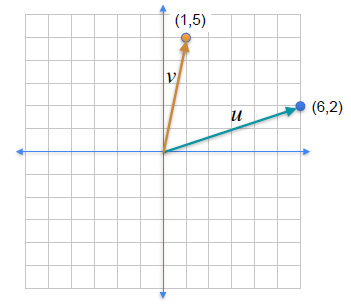 (1,5)
v
u
(6,2)